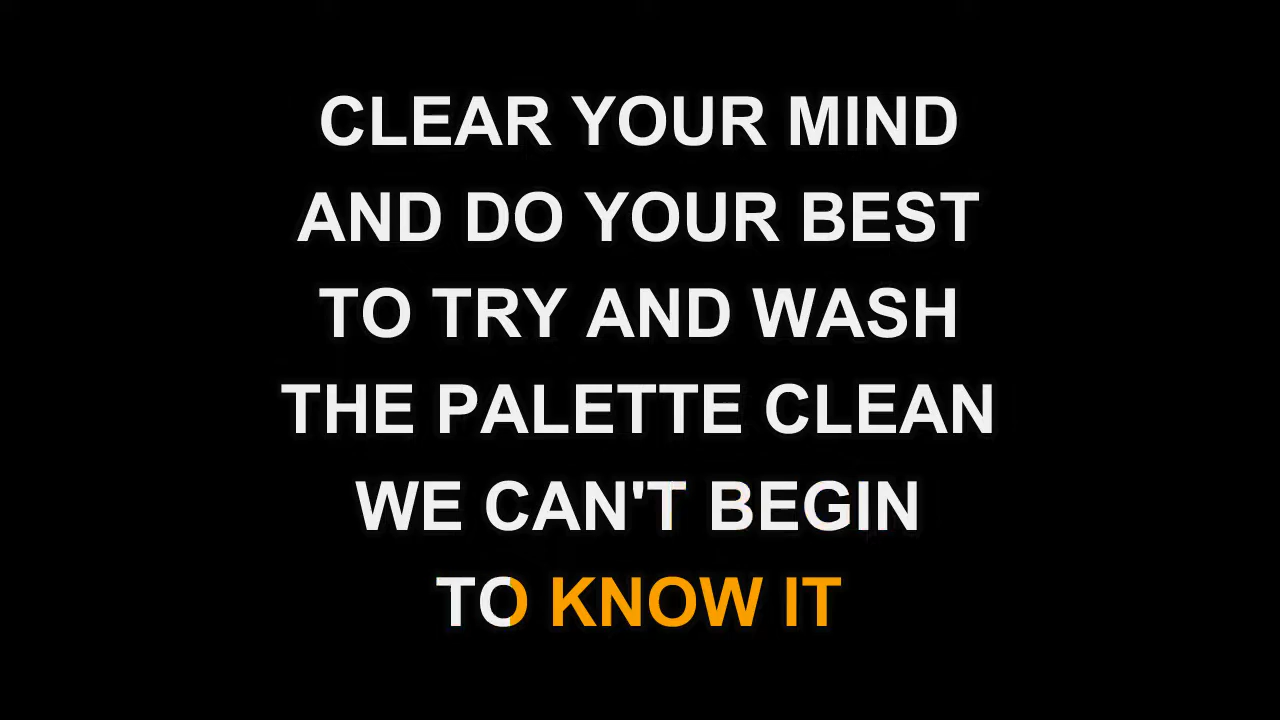 CLEAR YOUR MIND
AND DO YOUR BEST
TO TRY AND WASH
THE PALETTE CLEAN
WE CAN'T BEGIN
TO KNOW IT